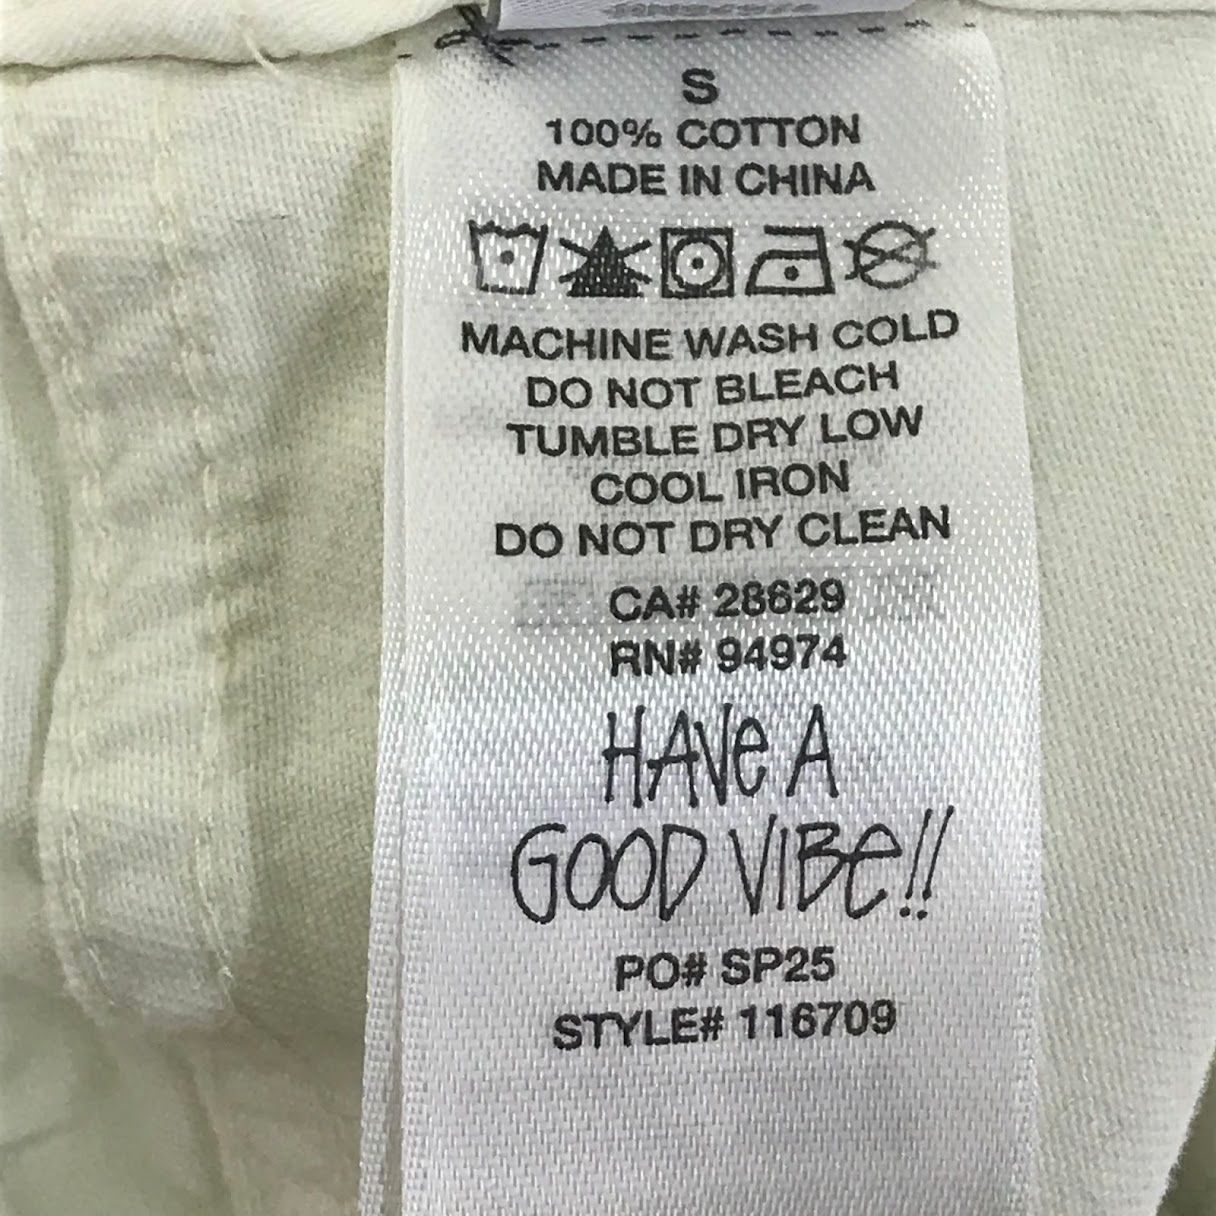 S
100% COTTON
MADE IN CHINA
MACHINE WASH COLD
DO NOT BLEACH
TUMBLE DRY LOW
COOL IRON
DO NOT DRY CLEAN
CA# 28629
RN# 94974
HAVe A
GOOD VIBe!!
PO# SP25
STYLE# 116709